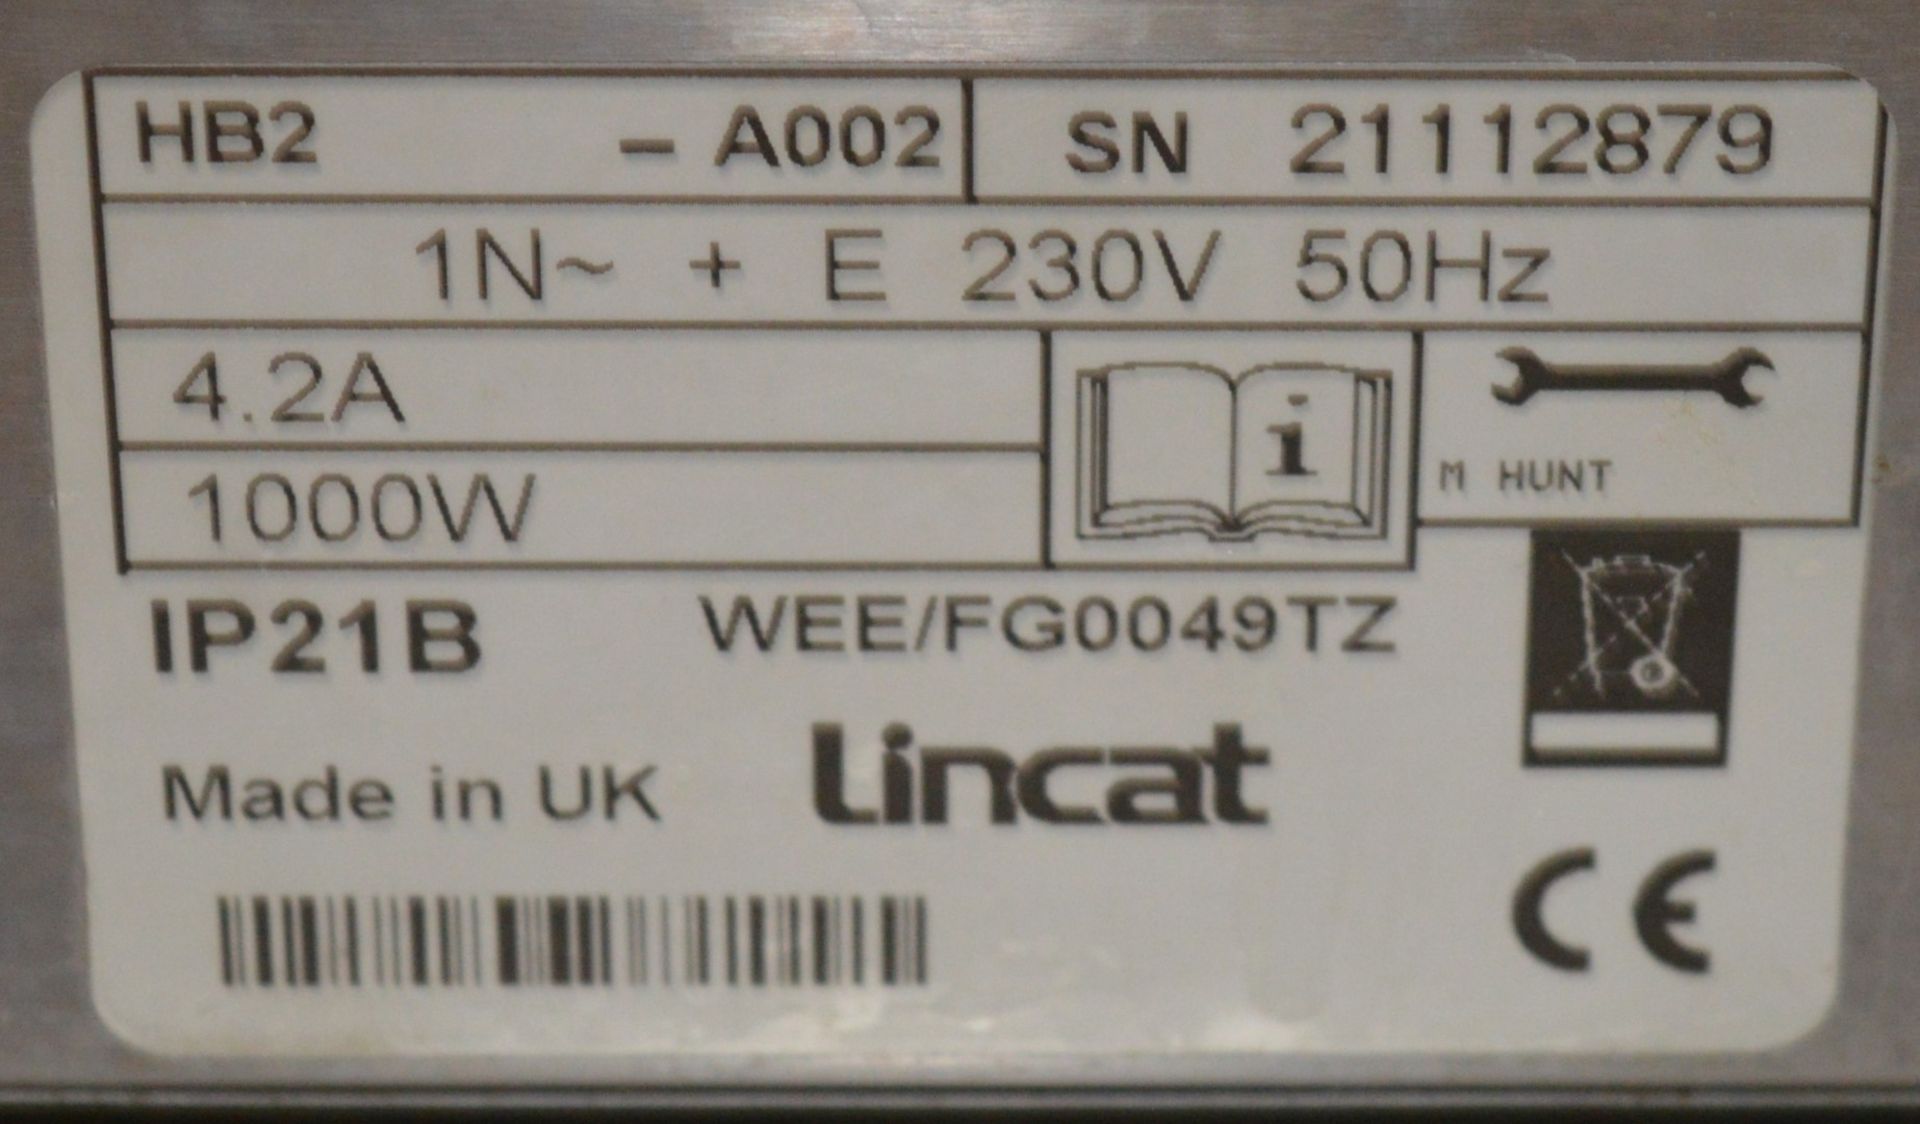 HB2 – A002 SN 21112879
1N~ + E 230V 50Hz
4.2A
1000W
i
M HUNT
IP21B WEE/FG0049TZ
Made in UK Lincat
CE